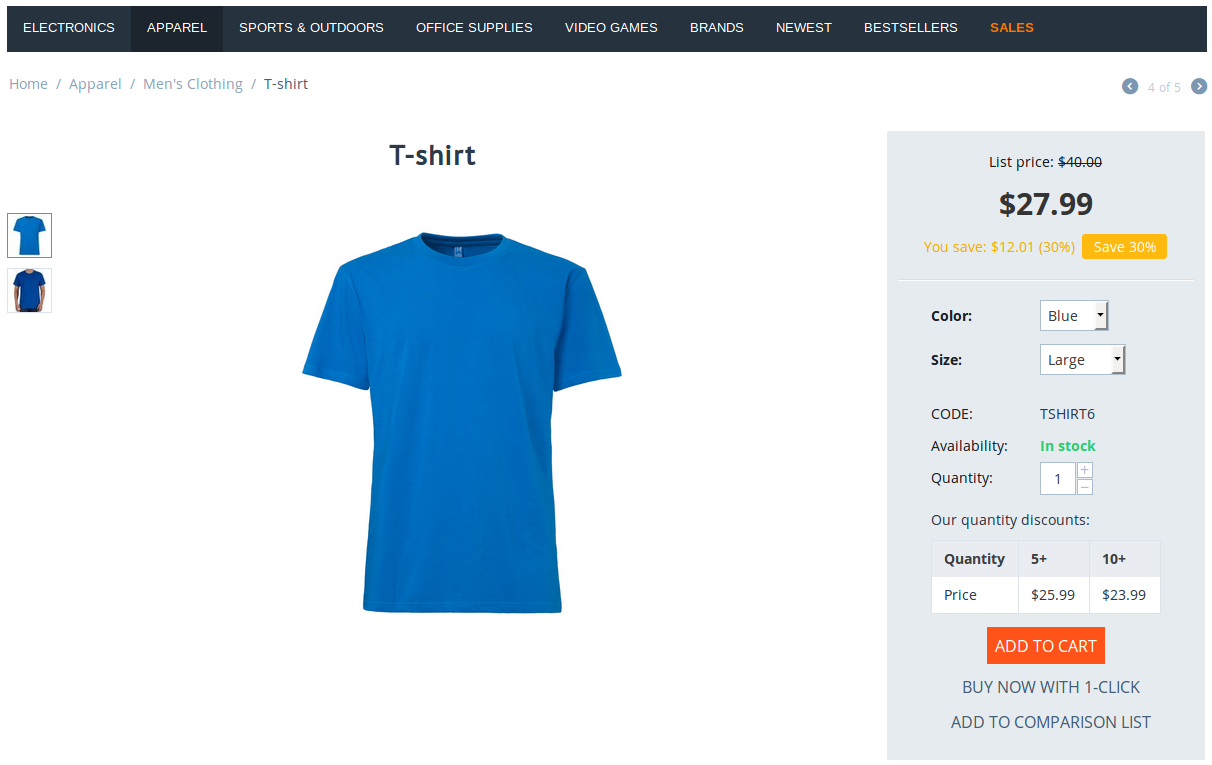 ELECTRONICS APPAREL SPORTS & OUTDOORS OFFICE SUPPLIES VIDEO GAMES BRANDS NEWEST BESTSELLERS SALES
Home / Apparel / Men's Clothing / T-shirt
4 of 5
T-shirt
List price: $40.00
$27.99
You save: $12.01 (30%) Save 30%
Color: Blue
Size: Large
CODE: TSHIRT6
Availability: In stock
Quantity: 1 + −
Our quantity discounts:
Quantity 5+ 10+
Price $25.99 $23.99
ADD TO CART
BUY NOW WITH 1-CLICK
ADD TO COMPARISON LIST